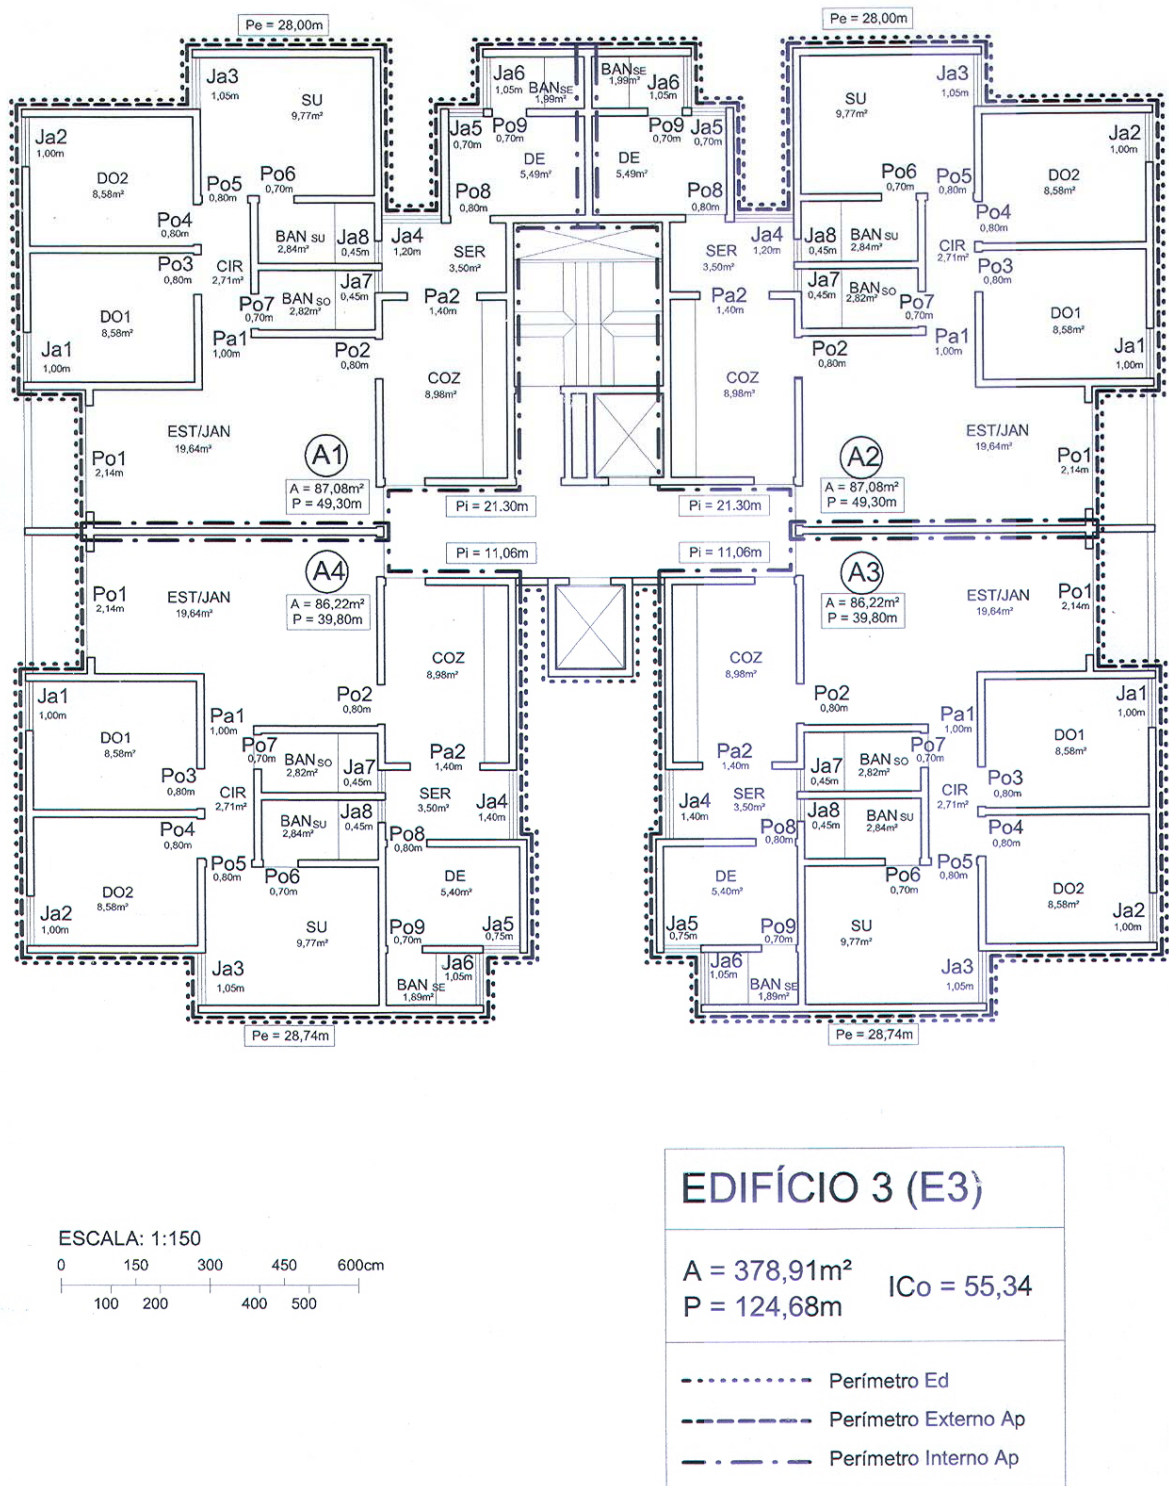 Pe = 28,00m
Pe = 28,00m
Ja3
1,05m
SU
9,77m²
Ja6
1,05m
BAN SE
1,99m²
BAN SE
1,99m²
Ja6
1,05m
SU
9,77m²
Ja3
1,05m
Ja2
1,00m
DO2
8,58m²
Po5
0,80m
Po6
0,70m
Po4
0,80m
Ja5
0,70m
Po9
0,70m
DE
5,49m²
Po8
0,80m
DE
5,49m²
Po9
0,70m
Ja5
0,70m
Po8
0,80m
Po6
0,70m
Po5
0,80m
Po4
0,80m
Ja2
1,00m
DO2
8,58m²
BAN SU
2,84m²
Ja8
0,45m
Ja4
1,20m
SER
3,50m²
SER
3,50m²
Ja4
1,20m
Ja8
0,45m
BAN SU
2,84m²
Po3
0,80m
CIR
2,71m²
BAN SO
2,82m²
Ja7
0,45m
Pa2
1,40m
Pa2
1,40m
Ja7
0,45m
BAN SO
2,82m²
CIR
2,71m²
Po3
0,80m
DO1
8,58m²
Ja1
1,00m
Po7
0,70m
Pa1
1,00m
Po2
0,80m
Po2
0,80m
Po7
0,70m
Pa1
1,00m
DO1
8,58m²
Ja1
1,00m
COZ
8,98m²
COZ
8,98m²
EST/JAN
19,64m²
Po1
2,14m
A1
A = 87,08m²
P = 49,30m
A2
A = 87,08m²
P = 49,30m
EST/JAN
19,64m²
Po1
2,14m
Pi = 21.30m
Pi = 21.30m
Pi = 11,06m
Pi = 11,06m
Po1
2,14m
EST/JAN
19,64m²
A4
A = 86,22m²
P = 39,80m
A3
A = 86,22m²
P = 39,80m
EST/JAN
19,64m²
Po1
2,14m
COZ
8,98m²
COZ
8,98m²
Ja1
1,00m
DO1
8,58m²
Pa1
1,00m
Po7
0,70m
Po2
0,80m
Po2
0,80m
Pa1
1,00m
Po7
0,70m
Ja1
1,00m
DO1
8,58m²
Po3
0,80m
CIR
2,71m²
BAN SO
2,82m²
Ja7
0,45m
Pa2
1,40m
Pa2
1,40m
Ja7
0,45m
BAN SO
2,82m²
CIR
2,71m²
Po3
0,80m
Po4
0,80m
BAN SU
2,84m²
Ja8
0,45m
SER
3,50m²
Ja4
1,40m
Ja4
1,40m
SER
3,50m²
Ja8
0,45m
BAN SU
2,84m²
Po4
0,80m
Po8
0,80m
Po8
0,80m
DO2
8,58m²
Ja2
1,00m
Po5
0,80m
Po6
0,70m
DE
5,40m²
DE
5,40m²
Po6
0,70m
Po5
0,80m
DO2
8,58m²
Ja2
1,00m
SU
9,77m²
Po9
0,70m
Ja5
0,75m
Ja5
0,75m
Po9
0,70m
SU
9,77m²
Ja3
1,05m
Ja6
1,05m
BAN SE
1,89m²
Ja6
1,05m
BAN SE
1,89m²
Ja3
1,05m
Pe = 28,74m
Pe = 28,74m
EDIFÍCIO 3 (E3)
A = 378,91m²
P = 124,68m
ICo = 55,34
Perímetro Ed
Perímetro Externo Ap
Perímetro Interno Ap
ESCALA: 1:150
0 150 300 450 600cm
100 200 400 500